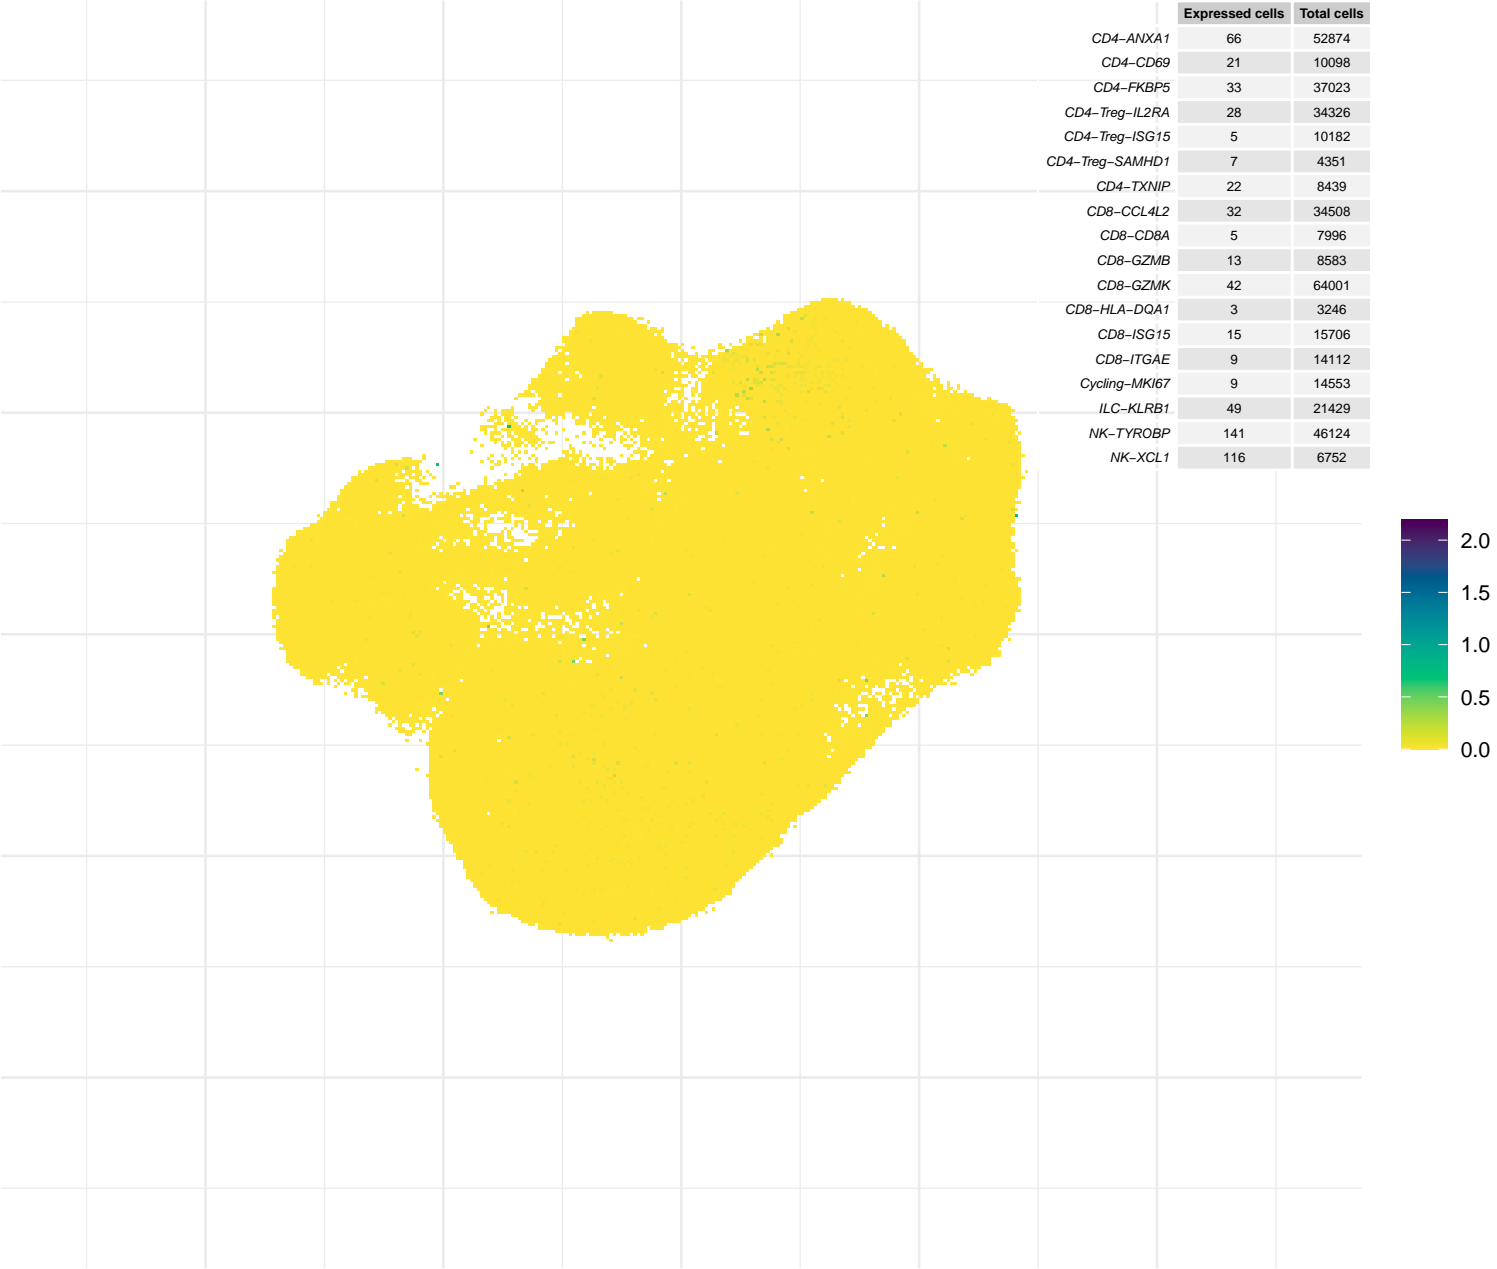 Expressed cells Total cells
CD4−ANXA1 66 52874
CD4−CD69 21 10098
CD4−FKBP5 33 37023
CD4−Treg−IL2RA 28 34326
CD4−Treg−ISG15 5 10182
CD4−Treg−SAMHD1 7 4351
CD4−TXNIP 22 8439
CD8−CCL4L2 32 34508
CD8−CD8A 5 7996
CD8−GZMB 13 8583
CD8−GZMK 42 64001
CD8−HLA−DQA1 3 3246
CD8−ISG15 15 15706
CD8−ITGAE 9 14112
Cycling−MKI67 9 14553
ILC−KLRB1 49 21429
NK−TYROBP 141 46124
NK−XCL1 116 6752
2.0
1.5
1.0
0.5
0.0